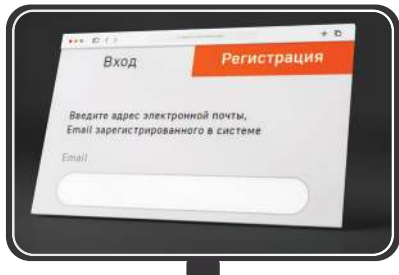 Вход
Регистрация
Введите адрес электронной почты,
Email зарегистрированного в системе
Email